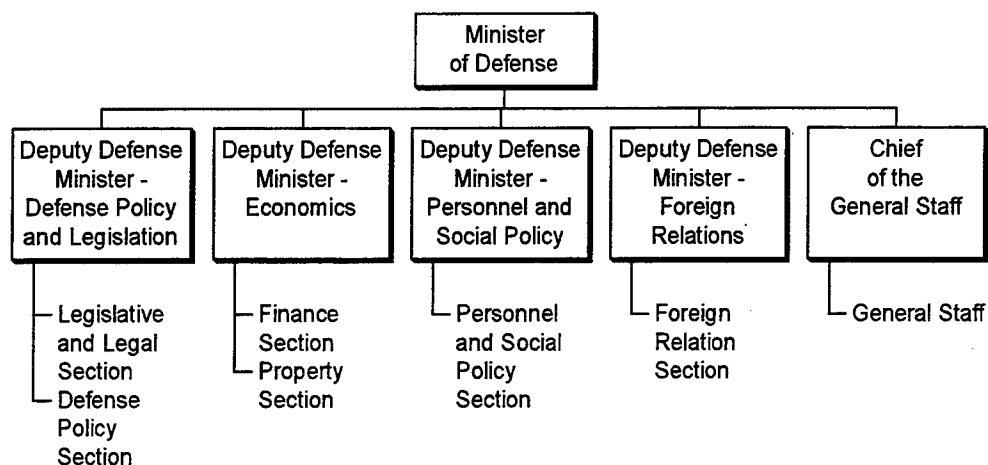 Minister
of Defense
Deputy Defense
Minister -
Defense Policy
and Legislation
Deputy Defense
Minister -
Economics
Deputy Defense
Minister -
Personnel and
Social Policy
Deputy Defense
Minister -
Foreign
Relations
Chief
of the
General Staff
Legislative
and Legal
Section
Defense
Policy
Section
Finance
Section
Property
Section
Personnel
and Social
Policy
Section
Foreign
Relation
Section
General Staff